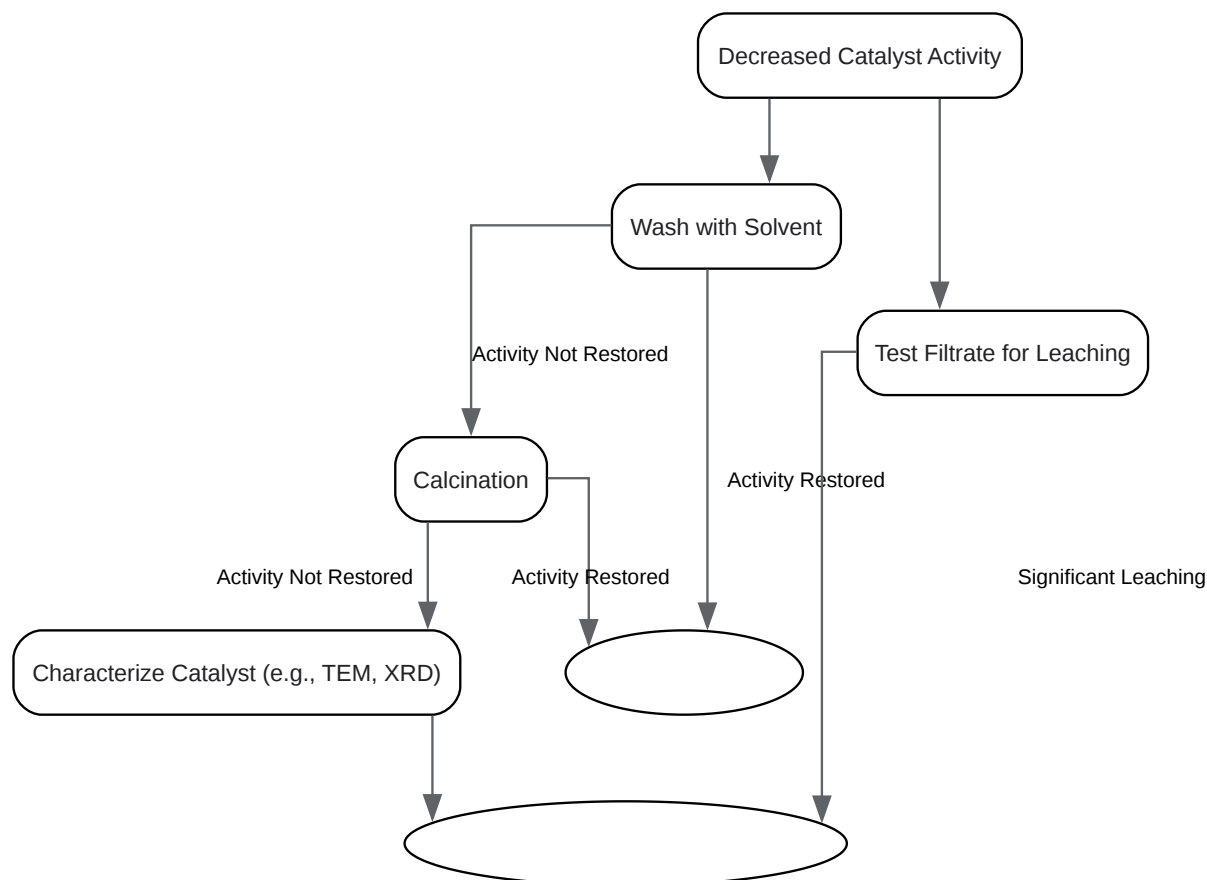 Decreased Catalyst Activity
Wash with Solvent
Test Filtrate for Leaching
Activity Not Restored
Calcination
Activity Restored
Activity Not Restored
Activity Restored
Significant Leaching
Characterize Catalyst (e.g., TEM, XRD)